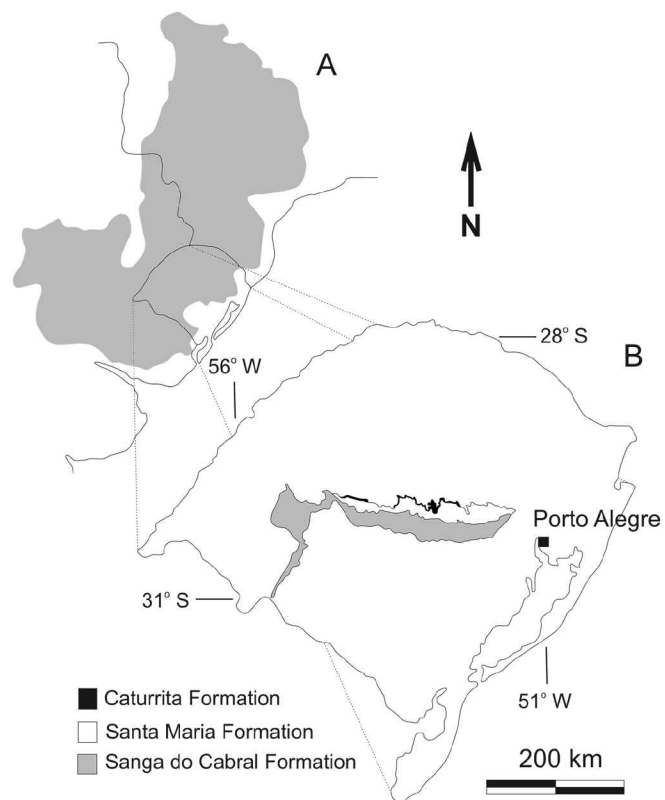 A
N
28° S
B
56° W
Porto Alegre
31° S
51° W
Caturrita Formation
Santa Maria Formation
Sanga do Cabral Formation
200 km